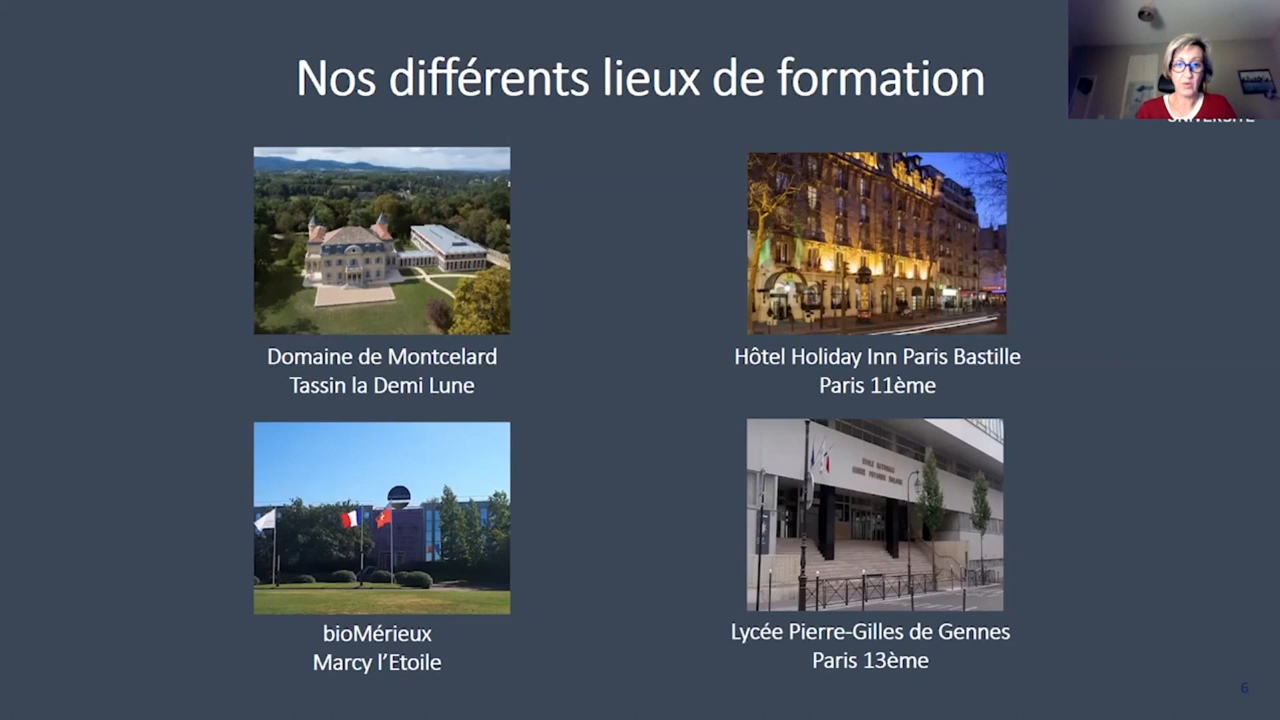 Nos différents lieux de formation
UNIVERSITÉ
Domaine de Montcelard
Tassin la Demi Lune
Hôtel Holiday Inn Paris Bastille
Paris 11ème
bioMérieux
Marcy l'Etoile
Lycée Pierre-Gilles de Gennes
Paris 13ème
6